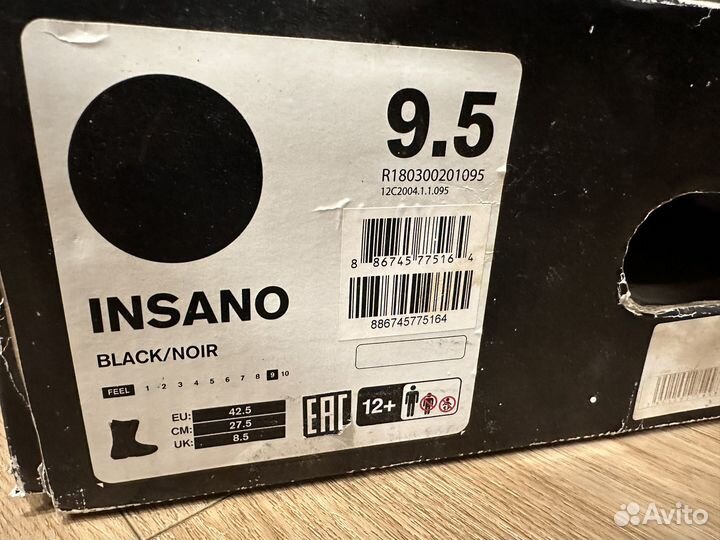 9.5
R180300201095
12C2004.1.1.095
8 86745 77516 4
886745775164
INSANO
BLACK/NOIR
FEEL 1 2 3 4 5 6 7 8 9 10
EU: 42.5
CM: 27.5
UK: 8.5
EAC 12+
Avito